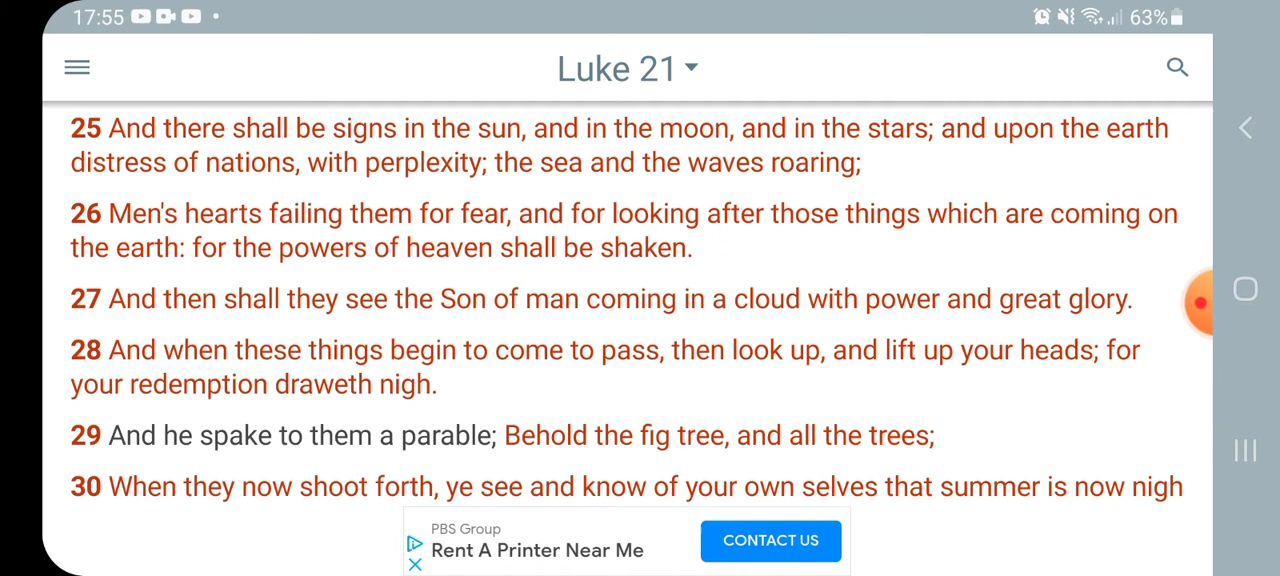 17:55
63%
Luke 21
25 And there shall be signs in the sun, and in the moon, and in the stars; and upon the earth
distress of nations, with perplexity; the sea and the waves roaring;
26 Men's hearts failing them for fear, and for looking after those things which are coming on
the earth: for the powers of heaven shall be shaken.
27 And then shall they see the Son of man coming in a cloud with power and great glory.
28 And when these things begin to come to pass, then look up, and lift up your heads; for
your redemption draweth nigh.
29 And he spake to them a parable; Behold the fig tree, and all the trees;
30 When they now shoot forth, ye see and know of your own selves that summer is now nigh
PBS Group
Rent A Printer Near Me
CONTACT US